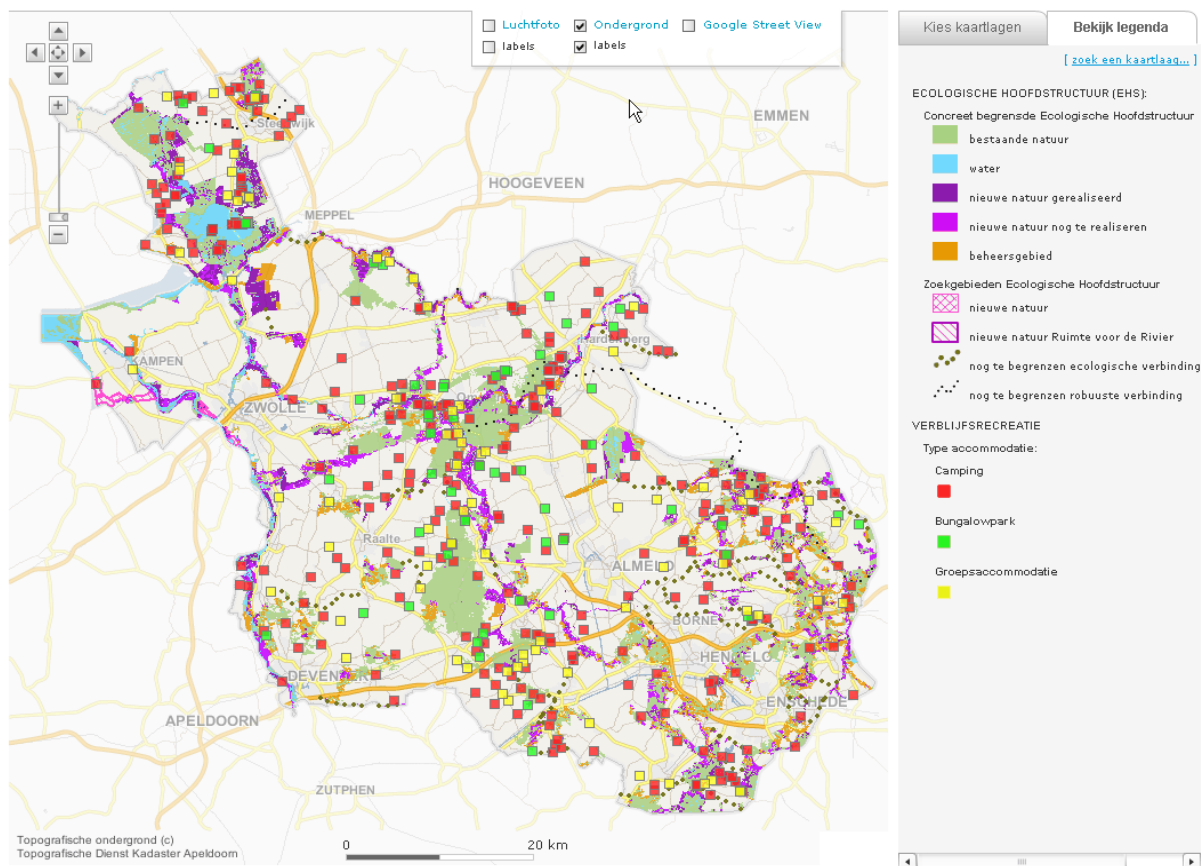 Luchtfoto Ondergrond Google Street View
labels labels
Kies kaartlagen Bekijk legenda
[ zoek een kaartlaag... ]
ECOLOGISCHE HOOFDSTRUCTUUR (EHS):
Concreet begrensde Ecologische Hoofdstructuur
bestaande natuur
water
nieuwe natuur gerealiseerd
nieuwe natuur nog te realiseren
beheersgebied
Zoekgebieden Ecologische Hoofdstructuur
nieuwe natuur
nieuwe natuur Ruimte voor de Rivier
nog te begrenzen ecologische verbinding
nog te begrenzen robuuste verbinding
VERBLIJFSRECREATIE
Type accommodatie:
Camping
Bungalowpark
Groepsaccommodatie
EMMEN
HOOGEVEEN
MEPPEL
KAMPEN
ZWOLLE
Raalte
ALMELO
BORNE
HENGELO
DEVENTER
ENSCHEDE
APELDOORN
ZUTPHEN
Topografische ondergrond (c)
Topografische Dienst Kadaster Apeldoorn
0 20 km